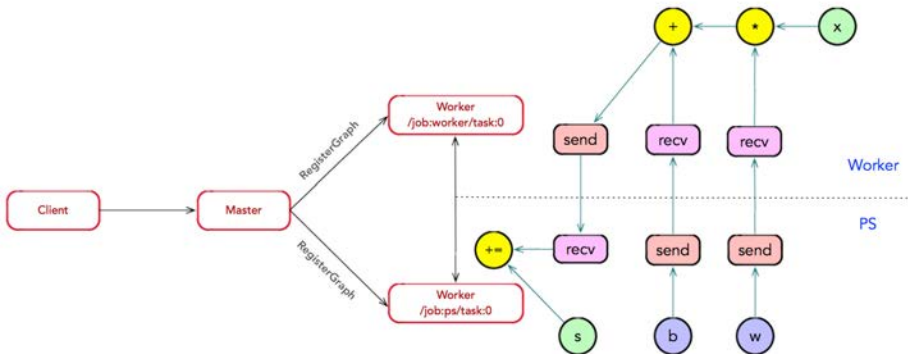 +
*
x
Worker
/job:worker/task:0
RegisterGraph
send
recv
recv
Worker
Client
Master
PS
RegisterGraph
+=
recv
send
send
Worker
/job:ps/task:0
s
b
w